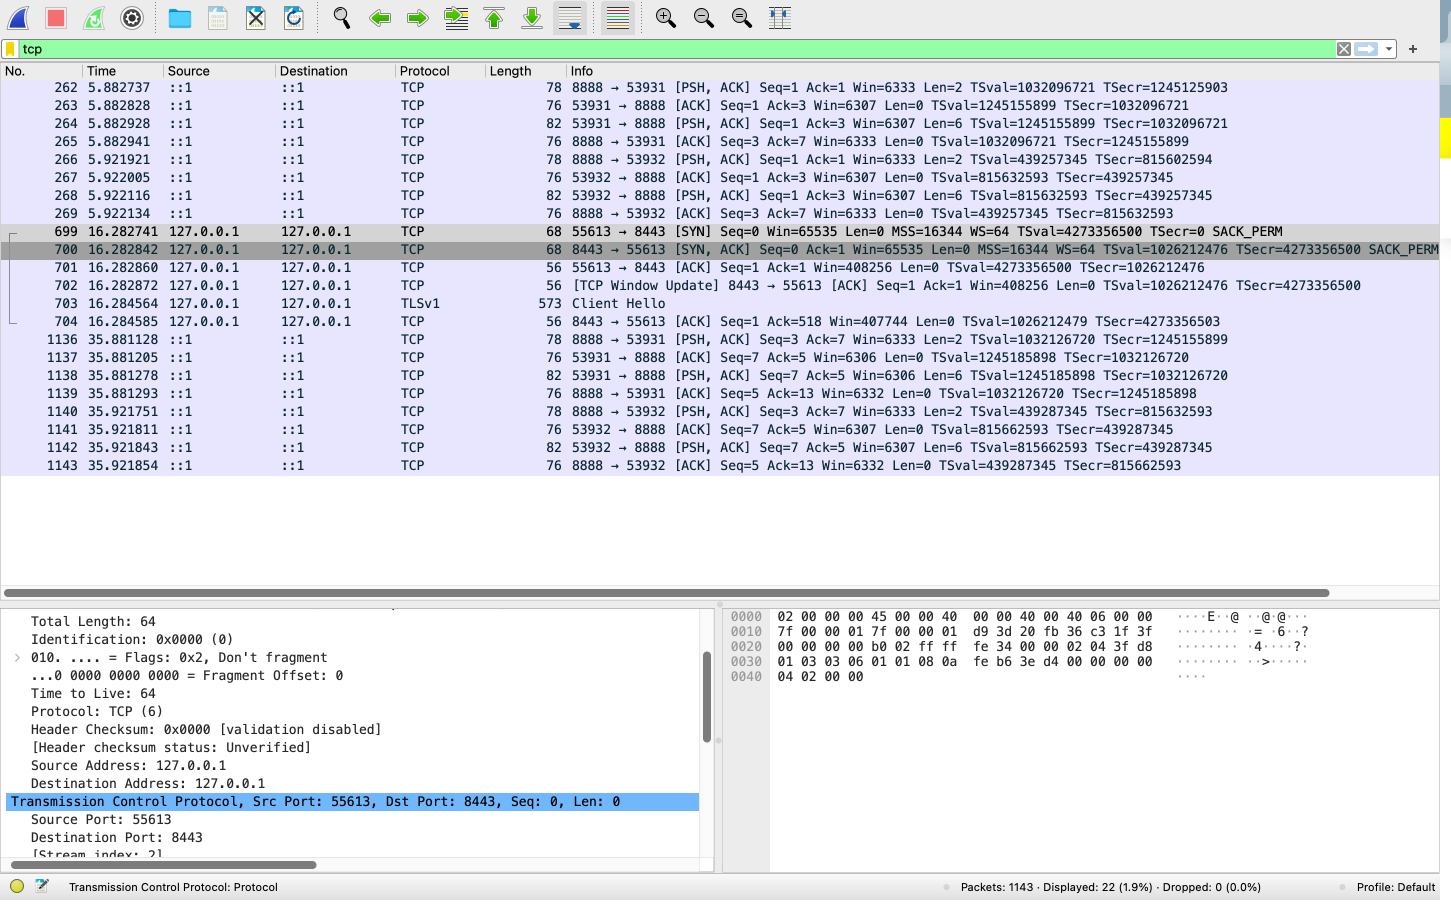 tcp
No. Time Source Destination Protocol Length Info
262 5.882737 ::1 ::1 TCP 78 8888 → 53931 [PSH, ACK] Seq=1 Ack=1 Win=6333 Len=2 TSval=1032096721 TSecr=1245125903
263 5.882828 ::1 ::1 TCP 76 53931 → 8888 [ACK] Seq=1 Ack=3 Win=6307 Len=0 TSval=1245155899 TSecr=1032096721
264 5.882928 ::1 ::1 TCP 82 53931 → 8888 [PSH, ACK] Seq=1 Ack=3 Win=6307 Len=6 TSval=1245155899 TSecr=1032096721
265 5.882941 ::1 ::1 TCP 76 8888 → 53931 [ACK] Seq=3 Ack=7 Win=6333 Len=0 TSval=1032096721 TSecr=1245155899
266 5.921921 ::1 ::1 TCP 78 8888 → 53932 [PSH, ACK] Seq=1 Ack=1 Win=6333 Len=2 TSval=439257345 TSecr=815602594
267 5.922005 ::1 ::1 TCP 76 53932 → 8888 [ACK] Seq=1 Ack=3 Win=6307 Len=0 TSval=815632593 TSecr=439257345
268 5.922116 ::1 ::1 TCP 82 53932 → 8888 [PSH, ACK] Seq=1 Ack=3 Win=6307 Len=6 TSval=815632593 TSecr=439257345
269 5.922134 ::1 ::1 TCP 76 8888 → 53932 [ACK] Seq=3 Ack=7 Win=6333 Len=0 TSval=439257345 TSecr=815632593
699 16.282741 127.0.0.1 127.0.0.1 TCP 68 55613 → 8443 [SYN] Seq=0 Win=65535 Len=0 MSS=16344 WS=64 TSval=4273356500 TSecr=0 SACK_PERM
700 16.282842 127.0.0.1 127.0.0.1 TCP 68 8443 → 55613 [SYN, ACK] Seq=0 Ack=1 Win=65535 Len=0 MSS=16344 WS=64 TSval=1026212476 TSecr=4273356500 SACK_PERM
701 16.282860 127.0.0.1 127.0.0.1 TCP 56 55613 → 8443 [ACK] Seq=1 Ack=1 Win=408256 Len=0 TSval=4273356500 TSecr=1026212476
702 16.282872 127.0.0.1 127.0.0.1 TCP 56 [TCP Window Update] 8443 → 55613 [ACK] Seq=1 Ack=1 Win=408256 Len=0 TSval=1026212476 TSecr=4273356500
703 16.284564 127.0.0.1 127.0.0.1 TLSv1 573 Client Hello
704 16.284585 127.0.0.1 127.0.0.1 TCP 56 8443 → 55613 [ACK] Seq=1 Ack=518 Win=407744 Len=0 TSval=1026212479 TSecr=4273356503
1136 35.881128 ::1 ::1 TCP 78 8888 → 53931 [PSH, ACK] Seq=3 Ack=7 Win=6333 Len=2 TSval=1032126720 TSecr=1245155899
1137 35.881205 ::1 ::1 TCP 76 53931 → 8888 [ACK] Seq=7 Ack=5 Win=6306 Len=0 TSval=1245185898 TSecr=1032126720
1138 35.881278 ::1 ::1 TCP 82 53931 → 8888 [PSH, ACK] Seq=7 Ack=5 Win=6306 Len=6 TSval=1245185898 TSecr=1032126720
1139 35.881293 ::1 ::1 TCP 76 8888 → 53931 [ACK] Seq=5 Ack=13 Win=6332 Len=0 TSval=1032126720 TSecr=1245185898
1140 35.921751 ::1 ::1 TCP 78 8888 → 53932 [PSH, ACK] Seq=3 Ack=7 Win=6333 Len=2 TSval=439287345 TSecr=815632593
1141 35.921811 ::1 ::1 TCP 76 53932 → 8888 [ACK] Seq=7 Ack=5 Win=6307 Len=0 TSval=815662593 TSecr=439287345
1142 35.921843 ::1 ::1 TCP 82 53932 → 8888 [PSH, ACK] Seq=7 Ack=5 Win=6307 Len=6 TSval=815662593 TSecr=439287345
1143 35.921854 ::1 ::1 TCP 76 8888 → 53932 [ACK] Seq=5 Ack=13 Win=6332 Len=0 TSval=439287345 TSecr=815662593
Total Length: 64
Identification: 0x0000 (0)
010. .... = Flags: 0x2, Don't fragment
...0 0000 0000 0000 = Fragment Offset: 0
Time to Live: 64
Protocol: TCP (6)
Header Checksum: 0x0000 [validation disabled]
[Header checksum status: Unverified]
Source Address: 127.0.0.1
Destination Address: 127.0.0.1
Transmission Control Protocol, Src Port: 55613, Dst Port: 8443, Seq: 0, Len: 0
Source Port: 55613
Destination Port: 8443
[Stream index: 2]
0000 02 00 00 00 45 00 00 40 00 00 40 00 40 06 00 00 ····E··@ ··@·@···
0010 7f 00 00 01 7f 00 00 01 d9 3d 20 fb 36 c3 1f 3f ········ ·= ·6··?
0020 00 00 00 00 b0 02 ff ff fe 34 00 00 02 04 3f d8 ········ ·4····?·
0030 01 03 03 06 01 01 08 0a fe b6 3e d4 00 00 00 00 ········ ··>·····
0040 04 02 00 00 ····
Transmission Control Protocol: Protocol
Packets: 1143 · Displayed: 22 (1.9%) · Dropped: 0 (0.0%)
Profile: Default